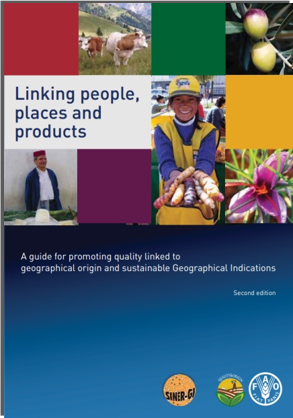 Linking people,
places and
products
A guide for promoting quality linked to
geographical origin and sustainable Geographical Indications
Second edition
SINER-GI
FAO